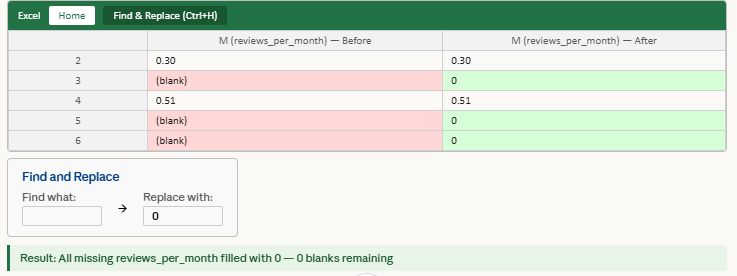 Excel Home Find & Replace (Ctrl+H)
M (reviews_per_month) — Before M (reviews_per_month) — After
2 0.30 0.30
3 (blank) 0
4 0.51 0.51
5 (blank) 0
6 (blank) 0
Find and Replace
Find what: Replace with:
→ 0
Result: All missing reviews_per_month filled with 0 — 0 blanks remaining